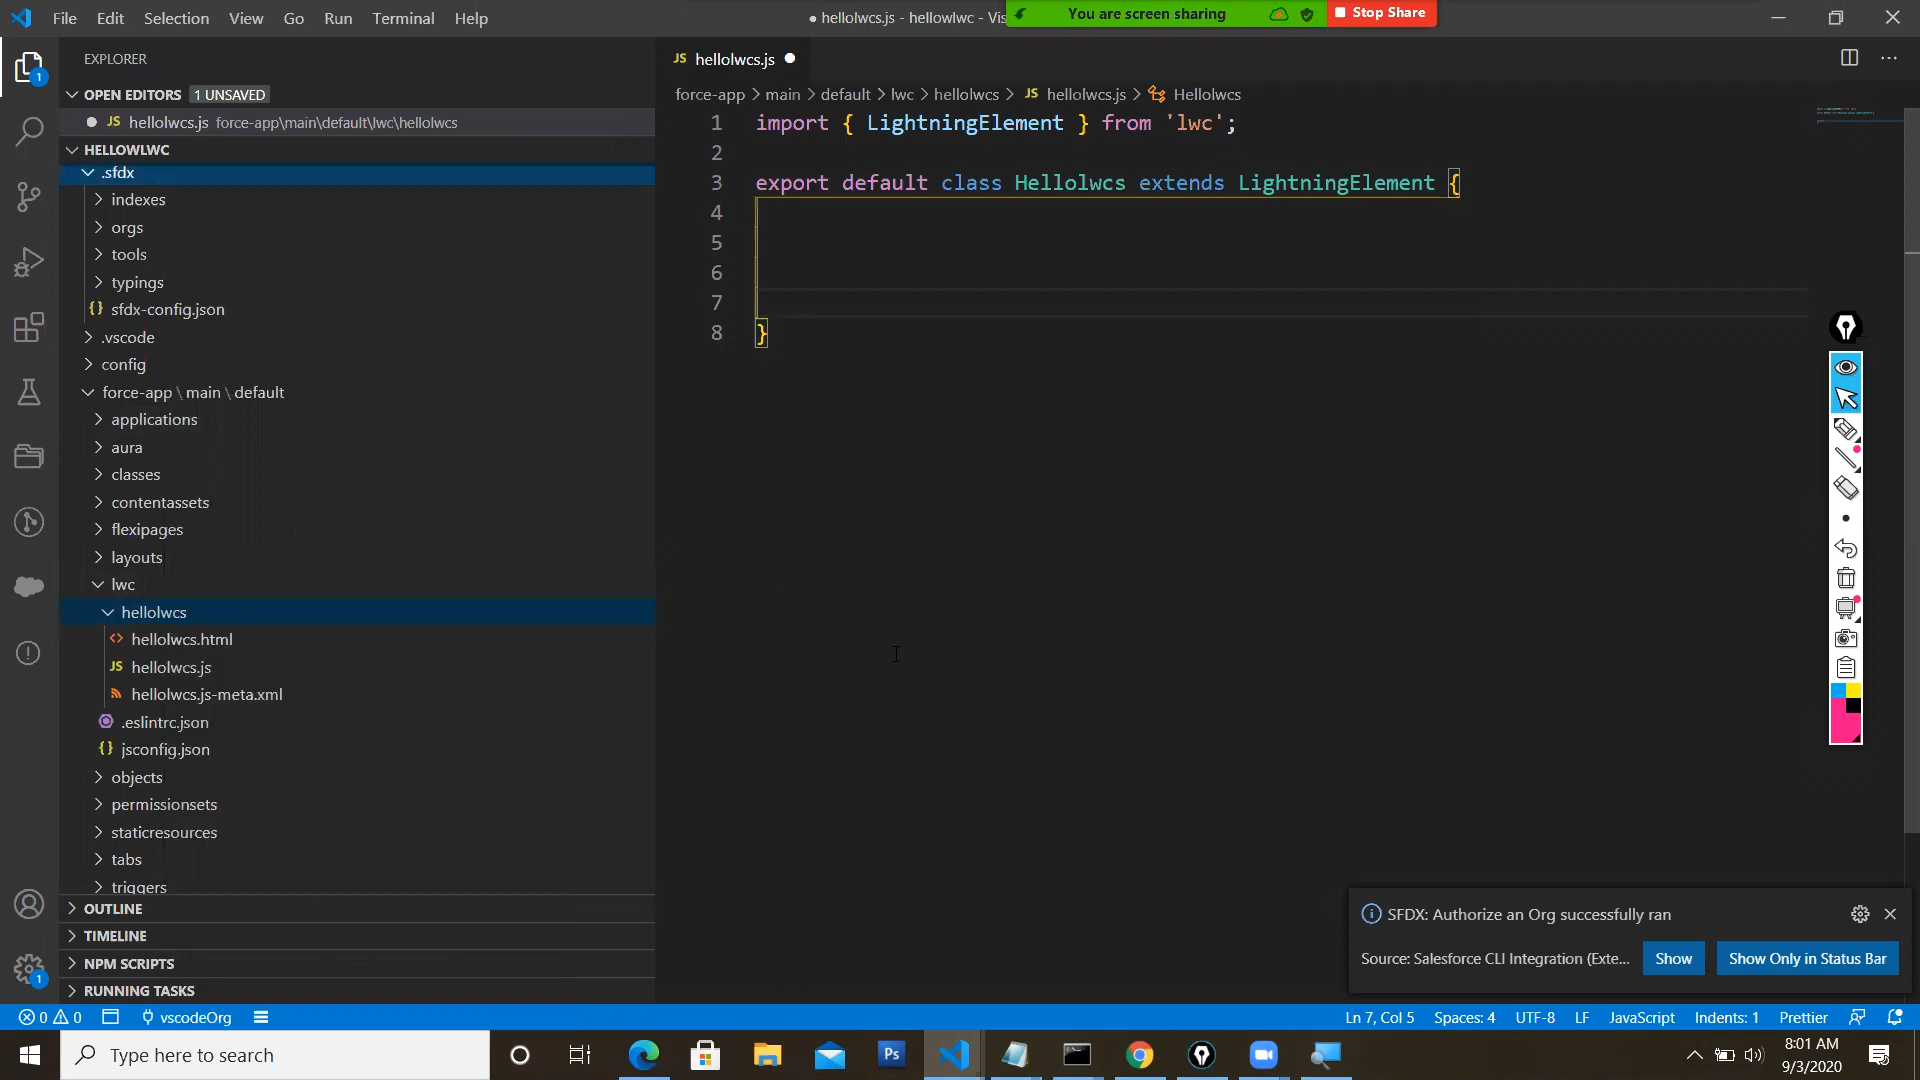 File Edit Selection View Go Run Terminal Help
● hellolwcs.js - hellowlwc - Vis
You are screen sharing
Stop Share
EXPLORER
OPEN EDITORS 1 UNSAVED
JS hellolwcs.js force-app\main\default\lwc\hellolwcs
HELLOWLWC
.sfdx
indexes
orgs
tools
typings
{} sfdx-config.json
.vscode
config
force-app \ main \ default
applications
aura
classes
contentassets
flexipages
layouts
lwc
hellolwcs
<> hellolwcs.html
JS hellolwcs.js
hellolwcs.js-meta.xml
.eslintrc.json
{} jsconfig.json
objects
permissionsets
staticresources
tabs
triggers
OUTLINE
TIMELINE
NPM SCRIPTS
RUNNING TASKS
1
1
JS hellolwcs.js ●
force-app > main > default > lwc > hellolwcs > JS hellolwcs.js > Hellolwcs
1 import { LightningElement } from 'lwc';
2
3 export default class Hellolwcs extends LightningElement {
4
5
6
7
8 }
SFDX: Authorize an Org successfully ran
Source: Salesforce CLI Integration (Exte... Show Show Only in Status Bar
0 0 vscodeOrg
Ln 7, Col 5 Spaces: 4 UTF-8 LF JavaScript Indents: 1 Prettier
Type here to search
Ps
8:01 AM
9/3/2020